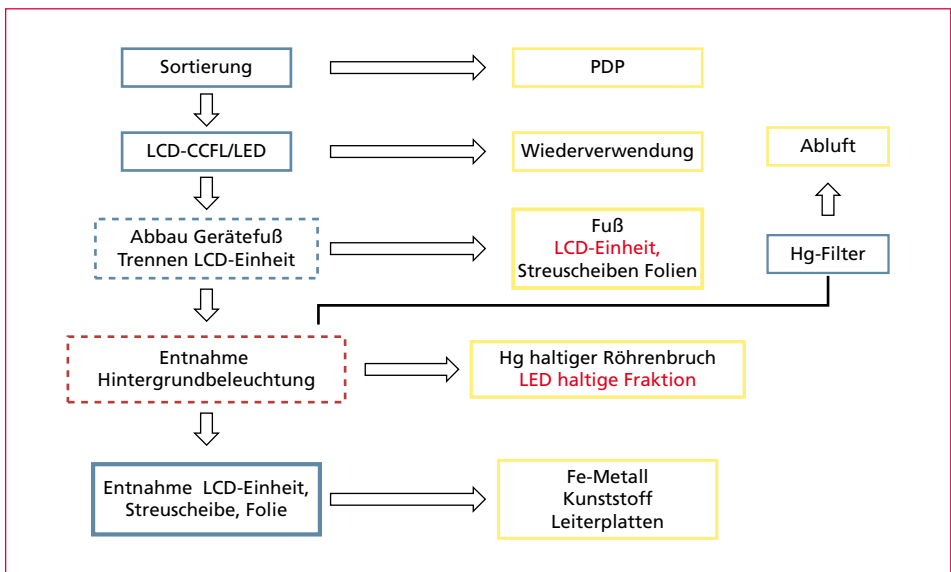 Sortierung
PDP
LCD-CCFL/LED
Wiederverwendung
Abluft
Abbau Gerätefuß
Trennen LCD-Einheit
Fuß
LCD-Einheit,
Streuscheiben Folien
Hg-Filter
Entnahme
Hintergrundbeleuchtung
Hg haltiger Röhrenbruch
LED haltige Fraktion
Entnahme LCD-Einheit,
Streuscheibe, Folie
Fe-Metall
Kunststoff
Leiterplatten